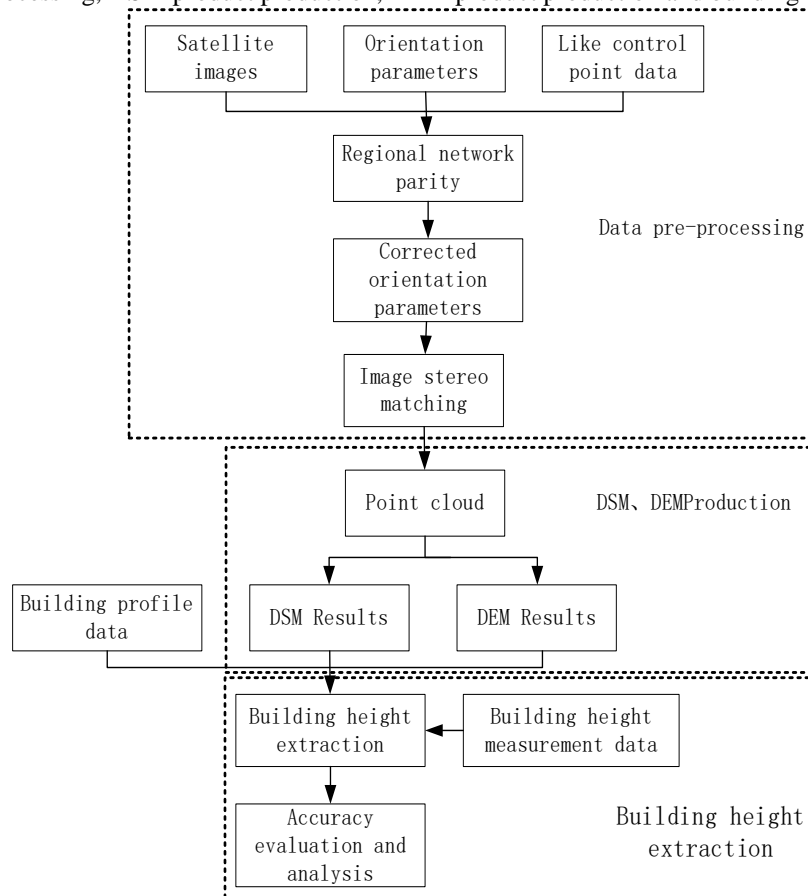 Satellite
images
Orientation
parameters
Like control
point data
Regional network
parity
Data pre-processing
Corrected
orientation
parameters
Image stereo
matching
Point cloud
DSM、DEMProduction
Building profile
data
DSM Results
DEM Results
Building height
extraction
Building height
measurement data
Accuracy
evaluation and
analysis
Building height
extraction